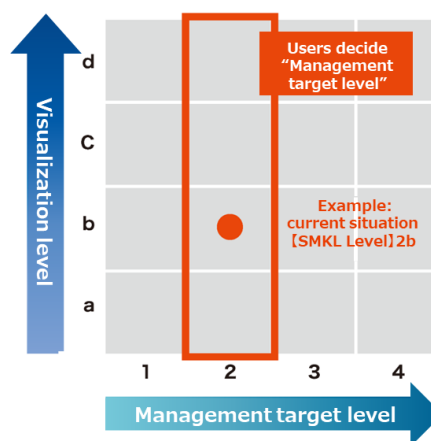 Users decide
“Management
target level”
Visualization level
d
C
b
a
Example:
current situation
【SMKL Level】2b
1 2 3 4
Management target level